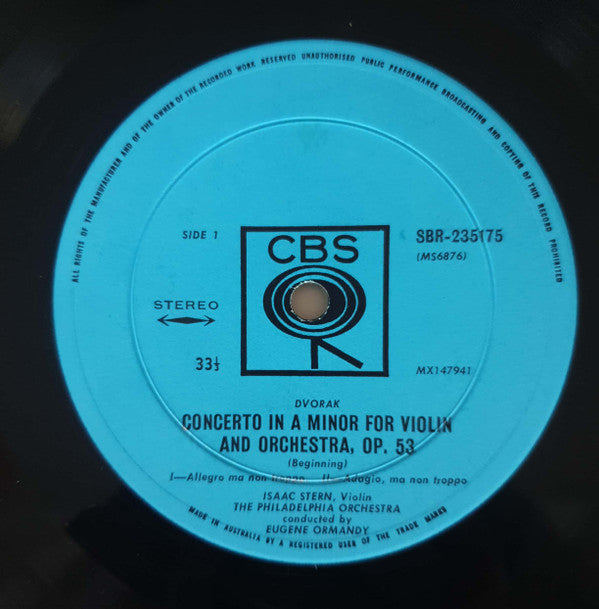 ALL RIGHTS OF THE MANUFACTURER AND OF THE OWNER OF THE RECORDED WORK RESERVED UNAUTHORISED PUBLIC PERFORMANCE BROADCASTING AND COPYING OF THIS RECORD PROHIBITED
SIDE 1
CBS
SBR-235175
(MS6876)
STEREO
33⅓
MX147941
DVORAK
CONCERTO IN A MINOR FOR VIOLIN
AND ORCHESTRA, OP. 53
(Beginning)
I—Allegro ma non troppo II—Adagio, ma non troppo
ISAAC STERN, Violin
THE PHILADELPHIA ORCHESTRA
conducted by
EUGENE ORMANDY
MADE IN AUSTRALIA BY A REGISTERED USER OF THE TRADE MARKS